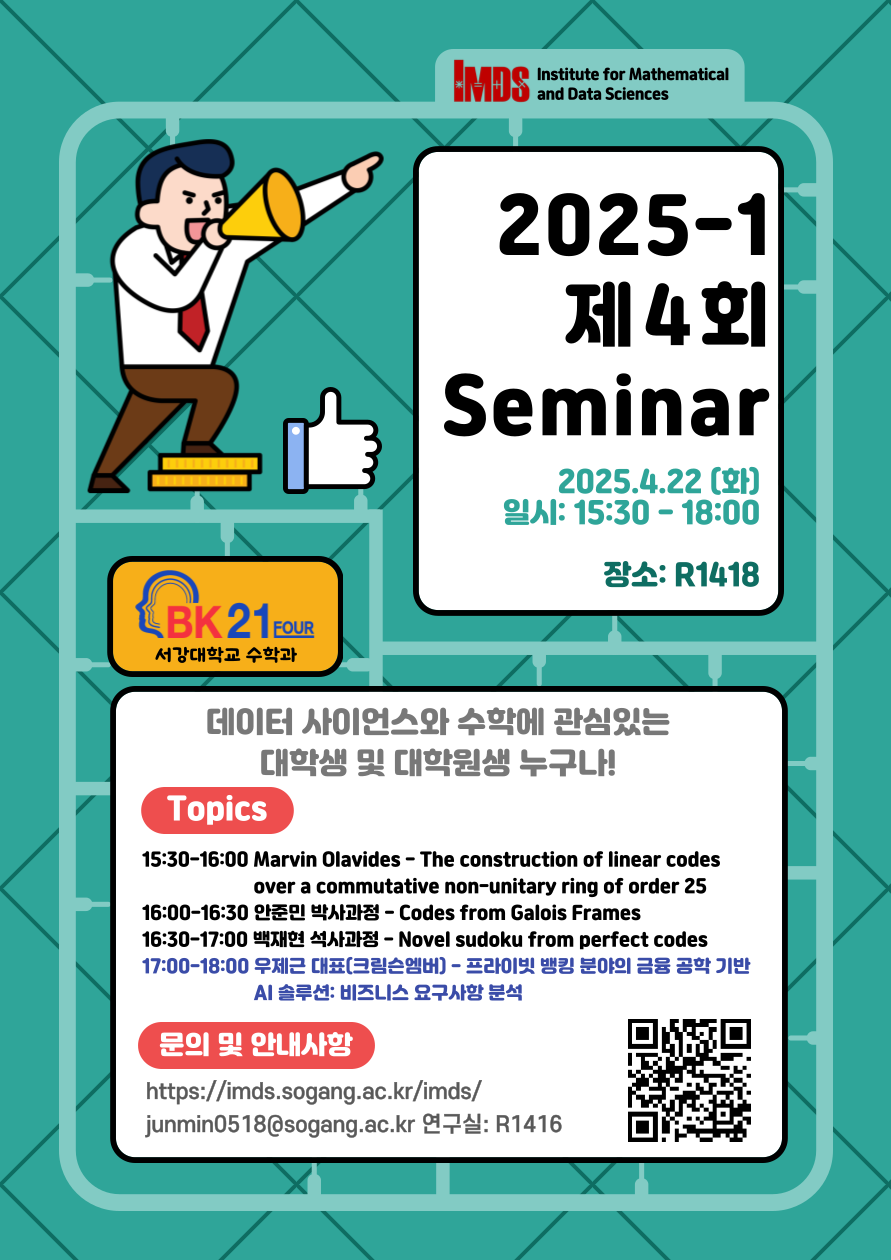 IMDS Institute for Mathematical
and Data Sciences
2025-1
제4회
Seminar
2025.4.22 (화)
일시: 15:30 - 18:00
장소: R1418
BK21 FOUR
서강대학교 수학과
데이터 사이언스와 수학에 관심있는
대학생 및 대학원생 누구나!
Topics
15:30-16:00 Marvin Olavides - The construction of linear codes
over a commutative non-unitary ring of order 25
16:00-16:30 안준민 박사과정 - Codes from Galois Frames
16:30-17:00 백재현 석사과정 - Novel sudoku from perfect codes
17:00-18:00 우제근 대표(크림슨엠버) - 프라이빗 뱅킹 분야의 금융 공학 기반
AI 솔루션: 비즈니스 요구사항 분석
문의 및 안내사항
https://imds.sogang.ac.kr/imds/
junmin0518@sogang.ac.kr 연구실: R1416